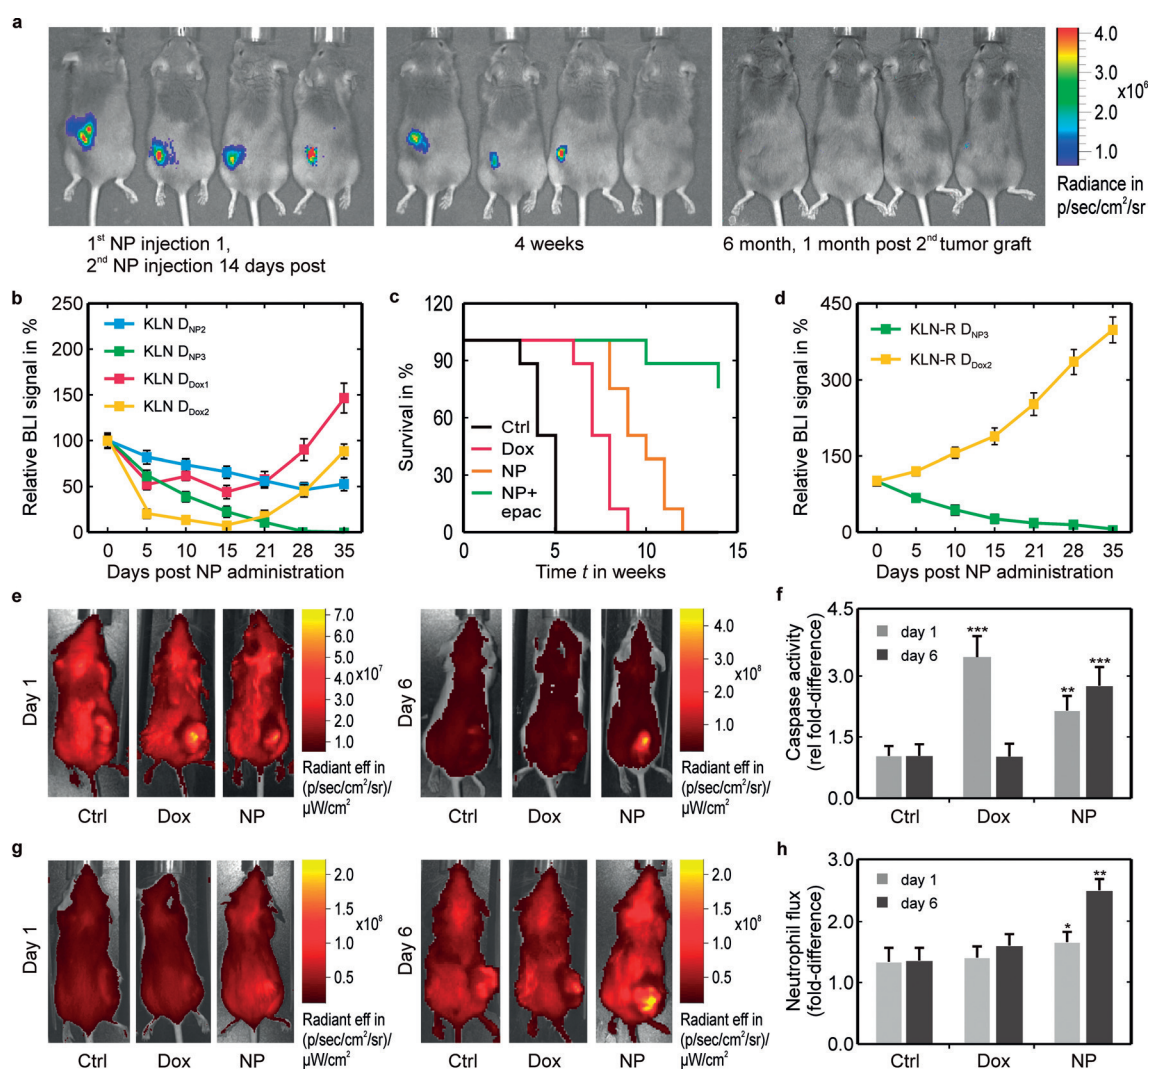 a
4.0
3.0
x10⁶
2.0
1.0
Radiance in
p/sec/cm²/sr
1st NP injection 1,
2nd NP injection 14 days post
4 weeks
6 month, 1 month post 2nd tumor graft
b
250
200
150
100
50
0
Relative BLI signal in %
KLN D_NP2
KLN D_NP3
KLN D_Dox1
KLN D_Dox2
0 5 10 15 21 28 35
Days post NP administration
c
120
90
60
30
0
Survival in %
Ctrl
Dox
NP
NP+
epac
0 5 10 15
Time t in weeks
d
450
300
150
0
Relative BLI signal in %
KLN-R D_NP3
KLN-R D_Dox2
0 5 10 15 21 28 35
Days post NP administration
e
Day 1
Ctrl Dox NP
7.0
6.0
5.0
4.0
3.0
2.0
1.0
x10⁷
Radiant eff in
(p/sec/cm²/sr)/
µW/cm²
Day 6
Ctrl Dox NP
4.0
3.0
2.0
1.0
x10⁸
Radiant eff in
(p/sec/cm²/sr)/
µW/cm²
f
4.5
3.0
1.5
0.0
Caspase activity
(rel fold-difference)
day 1
day 6
***
**
***
Ctrl Dox NP
g
Day 1
Ctrl Dox NP
2.0
1.5
1.0
0.5
x10⁸
Radiant eff in
(p/sec/cm²/sr)/
µW/cm²
Day 6
Ctrl Dox NP
2.0
1.5
1.0
0.5
x10⁸
Radiant eff in
(p/sec/cm²/sr)/
µW/cm²
h
3.0
2.0
1.0
0.0
Neutrophil flux
(fold-difference)
day 1
day 6
*
**
Ctrl Dox NP